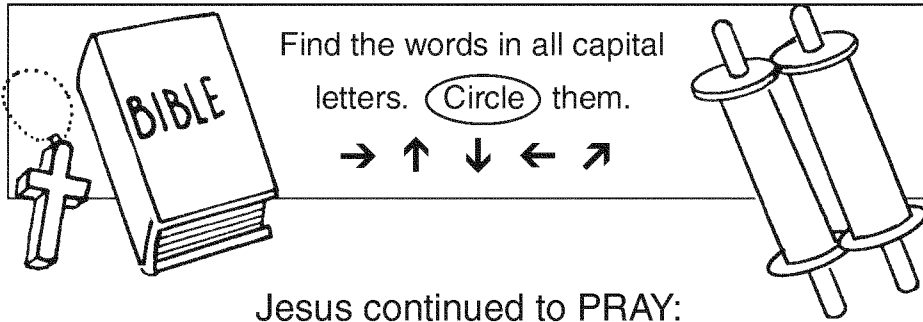 Find the words in all capital
letters. Circle them.
→ ↑ ↓ ← ↗
BIBLE
Jesus continued to PRAY: